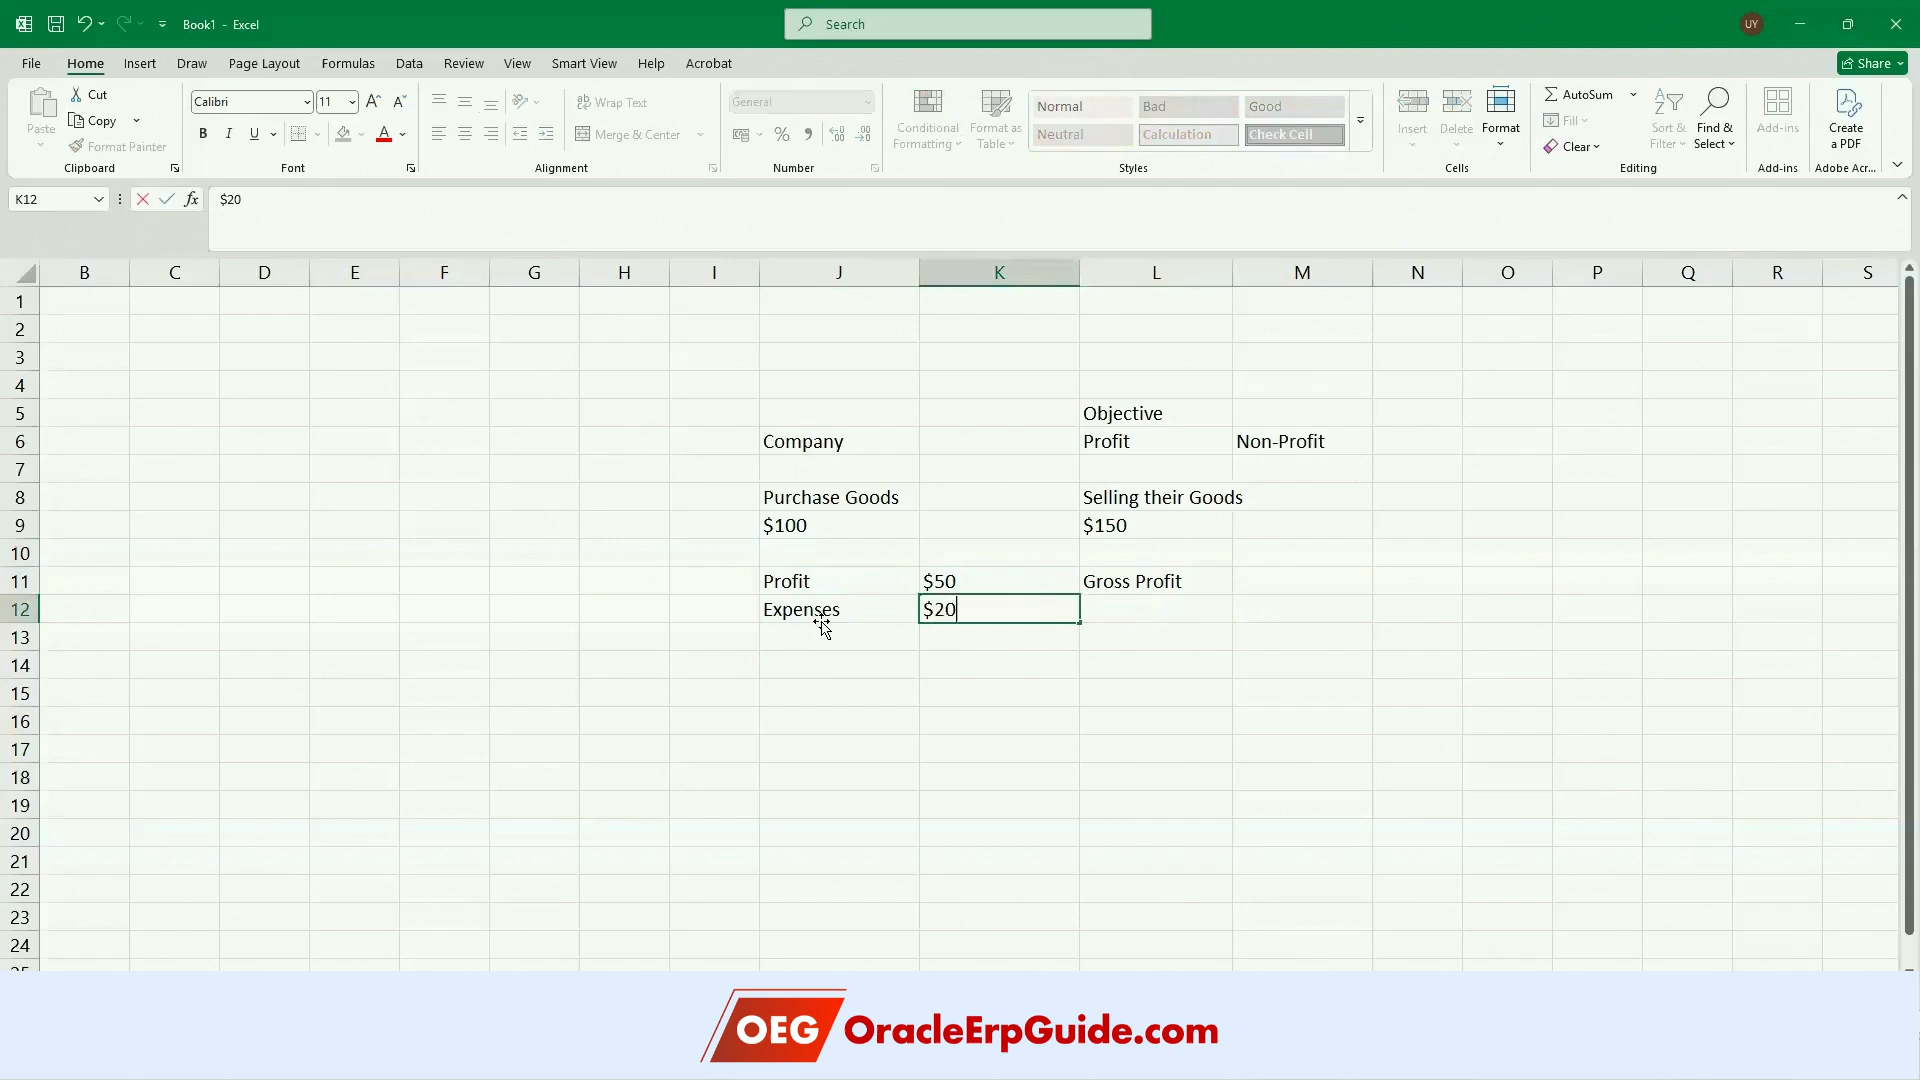 Book1 - Excel
Search
UY
File Home Insert Draw Page Layout Formulas Data Review View Smart View Help Acrobat
Share
Paste
Cut
Copy
Format Painter
Clipboard
Calibri 11
B I U
Font
Wrap Text
Merge & Center
Alignment
General
Number
Conditional Formatting
Format as Table
Normal Bad Good
Neutral Calculation Check Cell
Styles
Insert Delete Format
Cells
AutoSum
Fill
Clear
Sort & Filter
Find & Select
Editing
Add-ins
Add-ins
Create a PDF
Adobe Acr...
K12 fx $20
B C D E F G H I J K L M N O P Q R S
1
2
3
4
5 Objective
6 Company Profit Non-Profit
7
8 Purchase Goods Selling their Goods
9 $100 $150
10
11 Profit $50 Gross Profit
12 Expenses $20
13
14
15
16
17
18
19
20
21
22
23
24
OEG OracleErpGuide.com